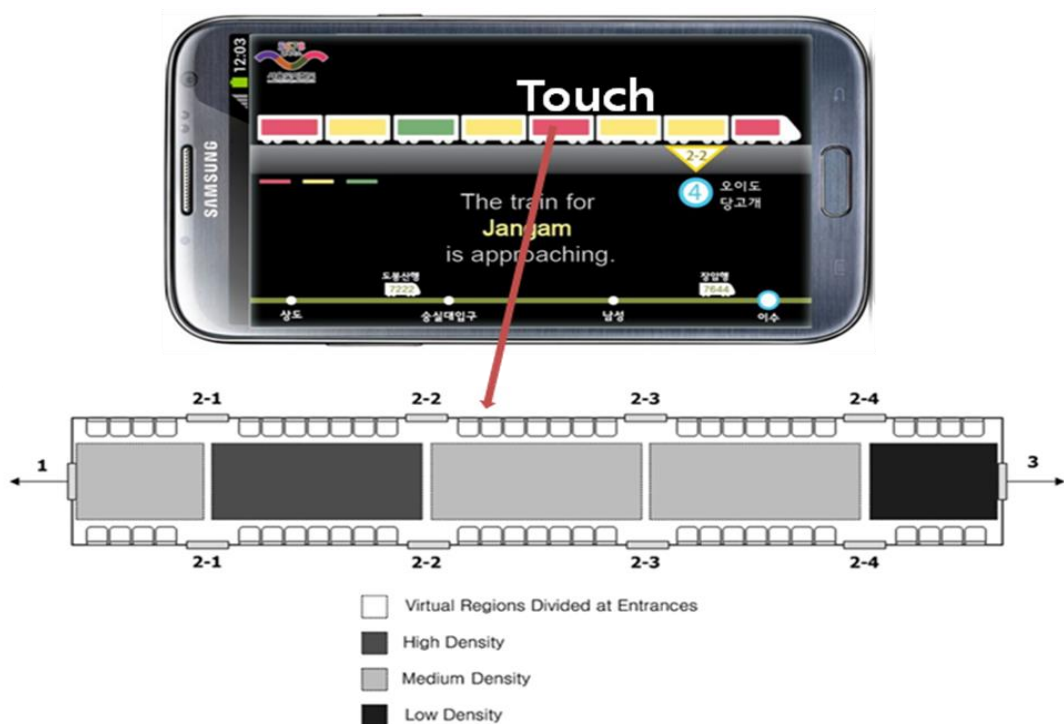 12:03
SAMSUNG
Touch
2-2
4
오이도
당고개
The train for
Jangam
is approaching.
도봉산행
7222
장암행
7644
상도
숭실대입구
남성
이수
2-1 2-2 2-3 2-4
1
3
2-1 2-2 2-3 2-4
Virtual Regions Divided at Entrances
High Density
Medium Density
Low Density